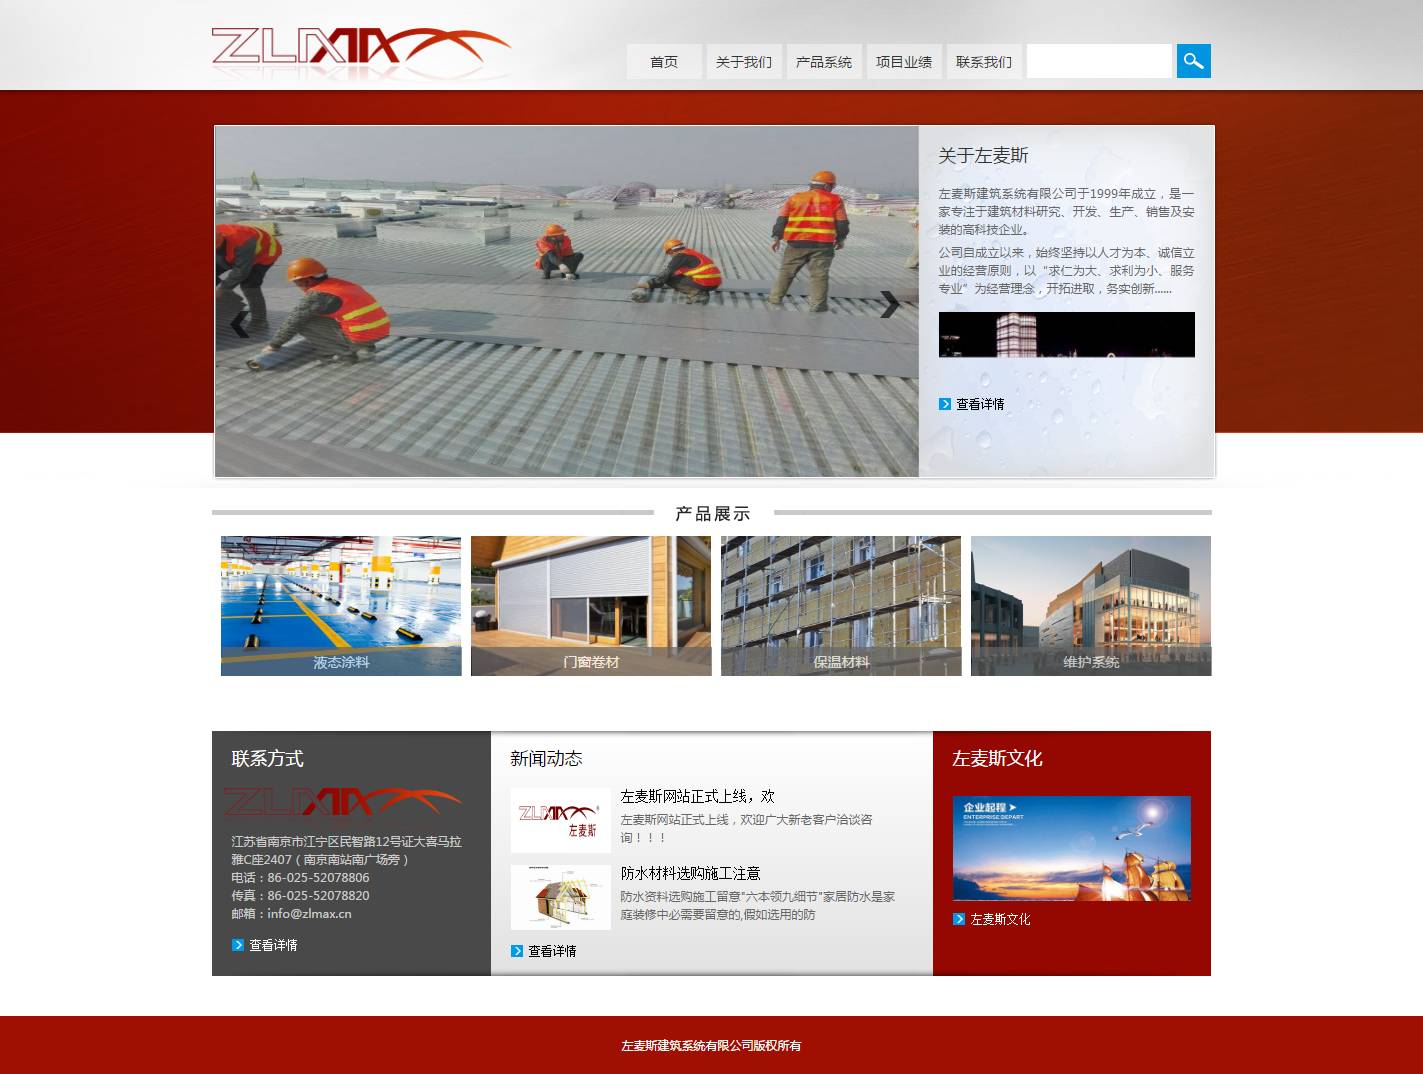 ZLMAX
首页 关于我们 产品系统 项目业绩 联系我们
关于左麦斯
左麦斯建筑系统有限公司于1999年成立，是一
家专注于建筑材料研究、开发、生产、销售及安
装的高科技企业。
公司自成立以来，始终坚持以人才为本、诚信立
业的经营原则，以“求仁为大、求利为小、服务
专业”为经营理念，开拓进取，务实创新......
查看详情
产品展示
液态涂料 门窗卷材 保温材料 维护系统
联系方式
ZLMAX
江苏省南京市江宁区民智路12号证大喜马拉
雅C座2407（南京南站南广场旁）
电话：86-025-52078806
传真：86-025-52078820
邮箱：info@zlmax.cn
查看详情
新闻动态
ZLMAX
左麦斯
左麦斯网站正式上线，欢
左麦斯网站正式上线，欢迎广大新老客户洽谈咨
询！！！
防水材料选购施工注意
防水资料选购施工留意"六本领九细节"家居防水是家
庭装修中必需要留意的,假如选用的防
查看详情
左麦斯文化
企业起程
ENTERPRISE DEPART
左麦斯文化
左麦斯建筑系统有限公司版权所有